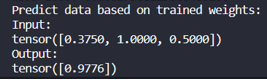 Predict data based on trained weights:
Input:
tensor([0.3750, 1.0000, 0.5000])
Output:
tensor([0.9776])